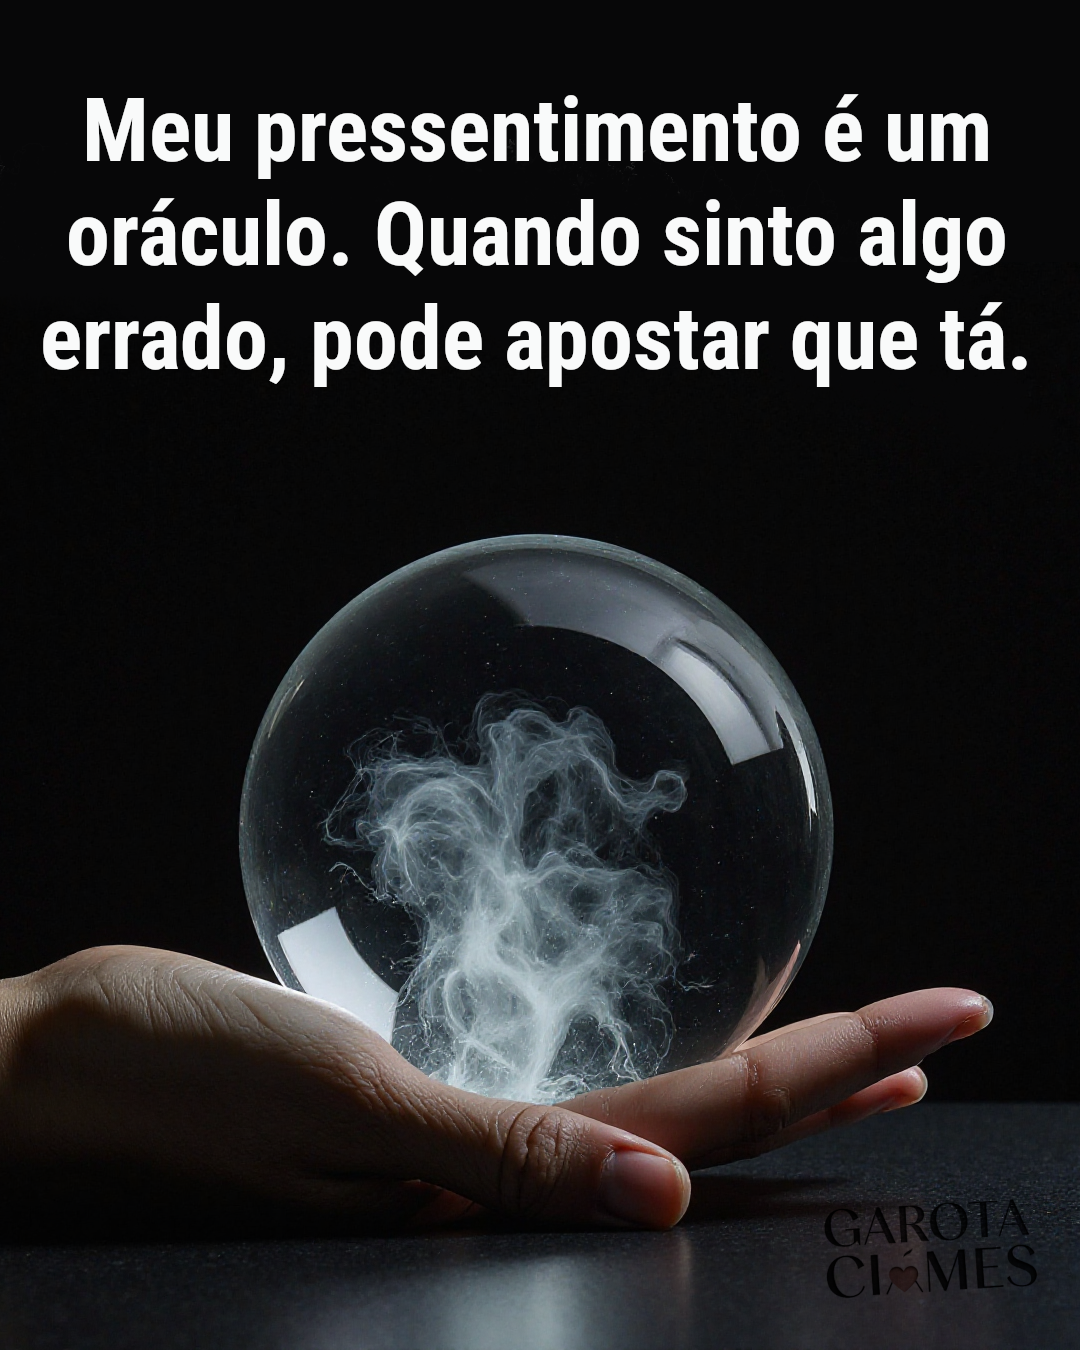 Meu pressentimento é um
oráculo. Quando sinto algo
errado, pode apostar que tá.
GAROTA
CIÚMES